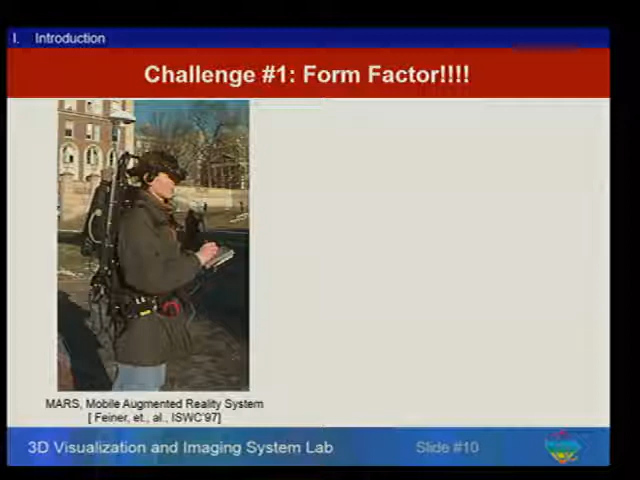 I. Introduction
Challenge #1: Form Factor!!!!
MARS, Mobile Augmented Reality System
[ Feiner, et., al., ISWC'97]
3D Visualization and Imaging System Lab
Slide #10